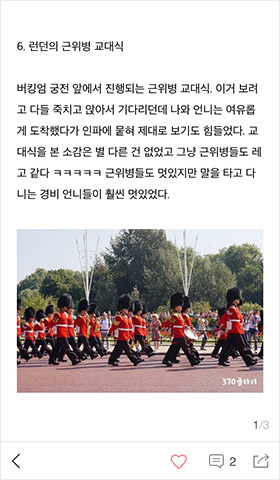 6. 런던의 근위병 교대식
버킹엄 궁전 앞에서 진행되는 근위병 교대식. 이거 보려
고 다들 죽치고 앉아서 기다리던데 나와 언니는 여유롭
게 도착했다가 인파에 묻혀 제대로 보기도 힘들었다. 교
대식을 본 소감은 별 다른 건 없었고 그냥 근위병들도 레
고 같다 ㅋㅋㅋㅋㅋ 근위병들도 멋있지만 말을 타고 다
니는 경비 언니들이 훨씬 멋있었다.
1/3
2